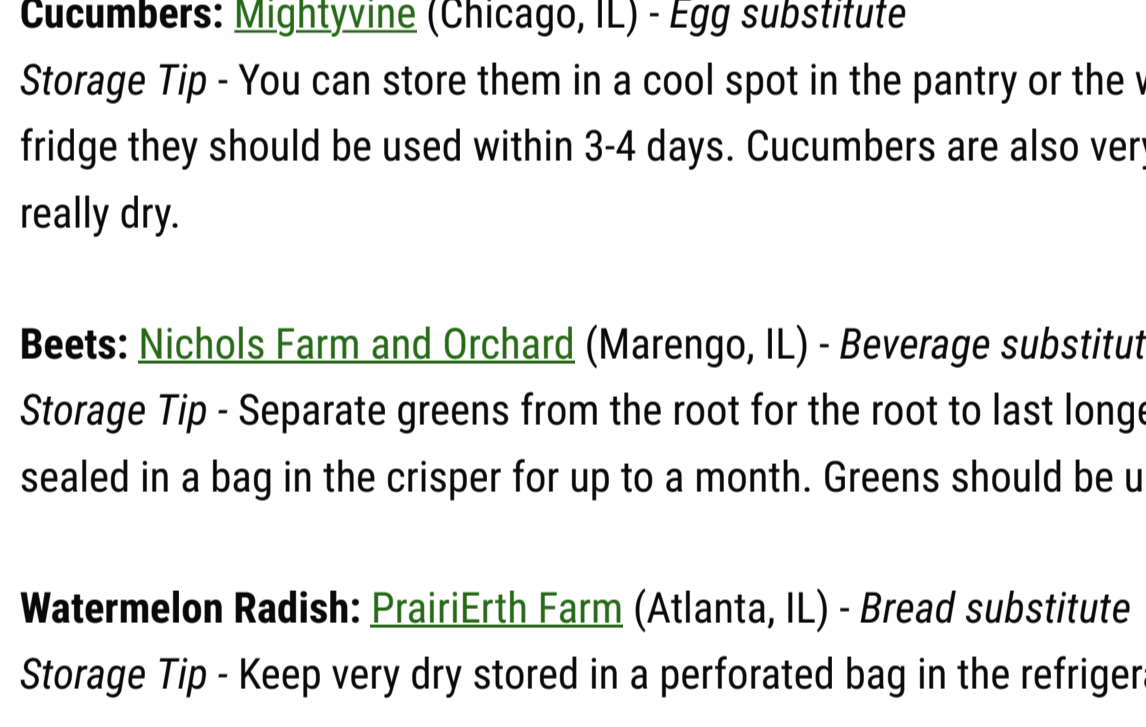 Cucumbers: Mightyvine (Chicago, IL) - Egg substitute
Storage Tip - You can store them in a cool spot in the pantry or the
fridge they should be used within 3-4 days. Cucumbers are also very
really dry.
Beets: Nichols Farm and Orchard (Marengo, IL) - Beverage substitut
Storage Tip - Separate greens from the root for the root to last longe
sealed in a bag in the crisper for up to a month. Greens should be u
Watermelon Radish: PrairiErth Farm (Atlanta, IL) - Bread substitute
Storage Tip - Keep very dry stored in a perforated bag in the refriger